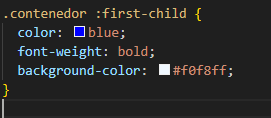 .contenedor :first-child {
  color: blue;
  font-weight: bold;
  background-color: #f0f8ff;
}